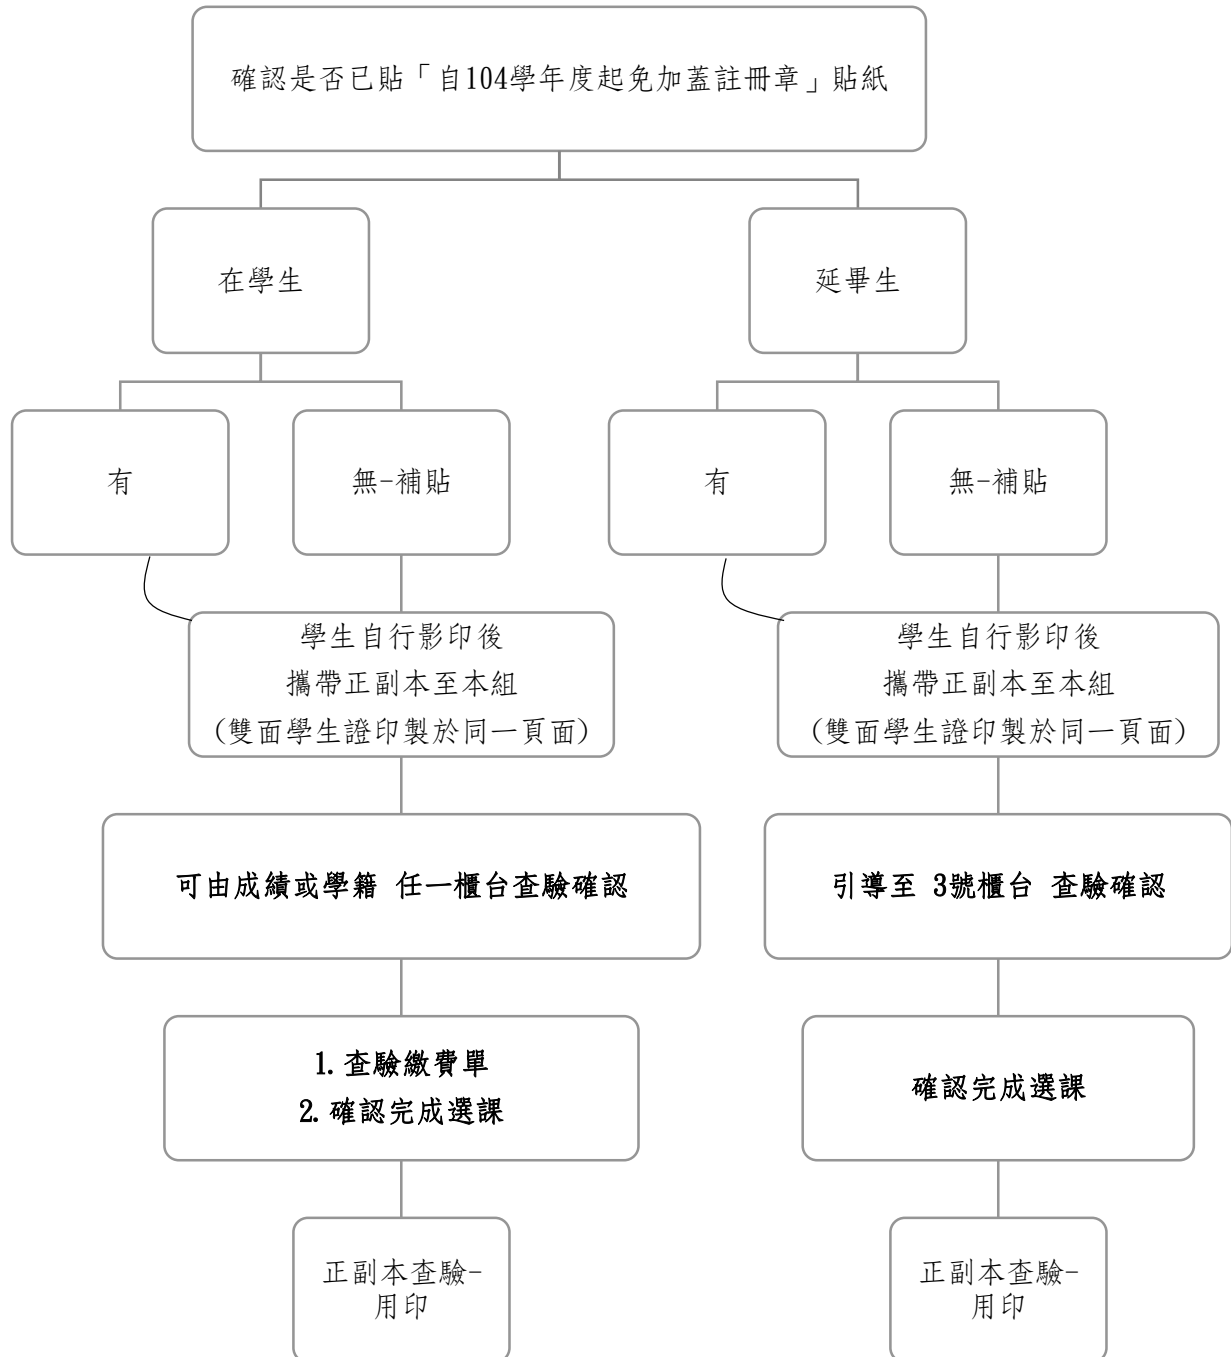 確認是否已貼「自104學年度起免加蓋註冊章」貼紙
在學生
延畢生
有
無-補貼
有
無-補貼
學生自行影印後
攜帶正副本至本組
(雙面學生證印製於同一頁面)
學生自行影印後
攜帶正副本至本組
(雙面學生證印製於同一頁面)
可由成績或學籍 任一櫃台查驗確認
引導至 3號櫃台 查驗確認
1. 查驗繳費單
2. 確認完成選課
確認完成選課
正副本查驗-
用印
正副本查驗-
用印